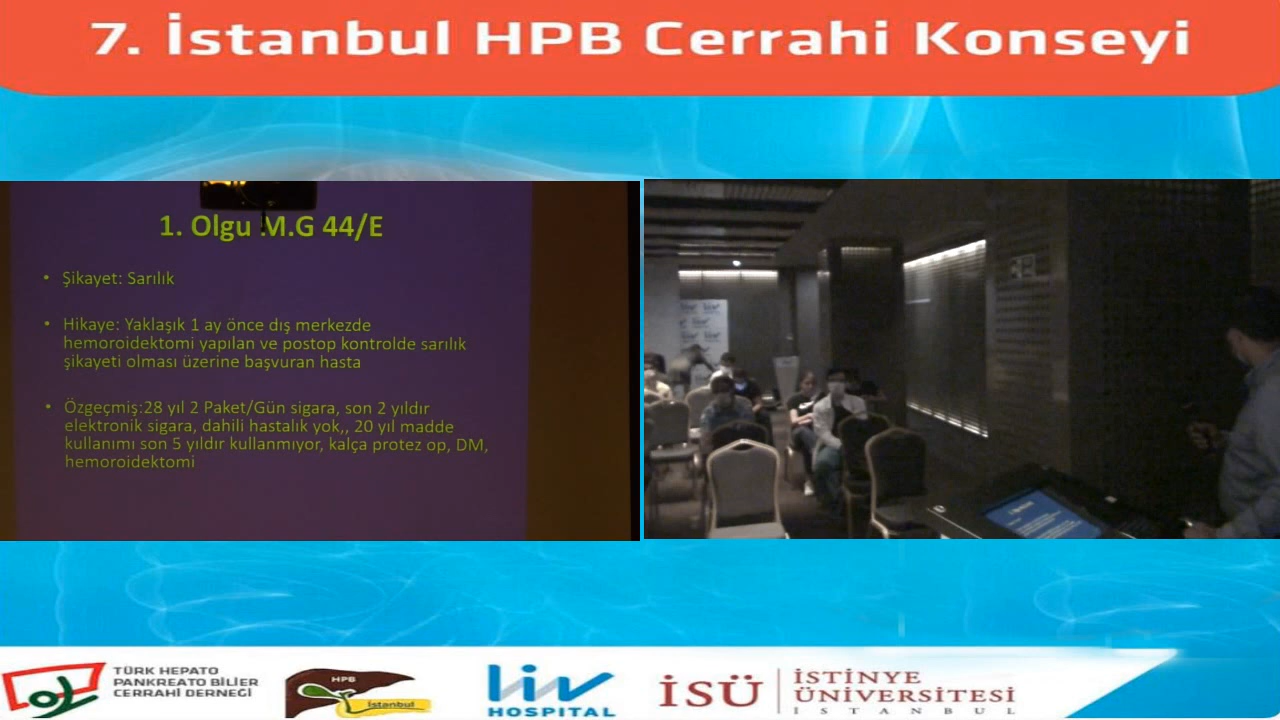 7. İstanbul HPB Cerrahi Konseyi
1. Olgu M.G 44/E
• Şikayet: Sarılık
• Hikaye: Yaklaşık 1 ay önce dış merkezde
hemoroidektomi yapılan ve postop kontrolde sarılık
şikayeti olması üzerine başvuran hasta
• Özgeçmiş:28 yıl 2 Paket/Gün sigara, son 2 yıldır
elektronik sigara, dahili hastalık yok,, 20 yıl madde
kullanımı son 5 yıldır kullanmıyor, kalça protez op, DM,
hemoroidektomi
TÜRK HEPATO
PANKREATO BİLİER
CERRAHİ DERNEĞİ
HPB
İstanbul
liv
HOSPITAL
İSÜ
İSTİNYE
ÜNİVERSİTESİ
İSTANBUL